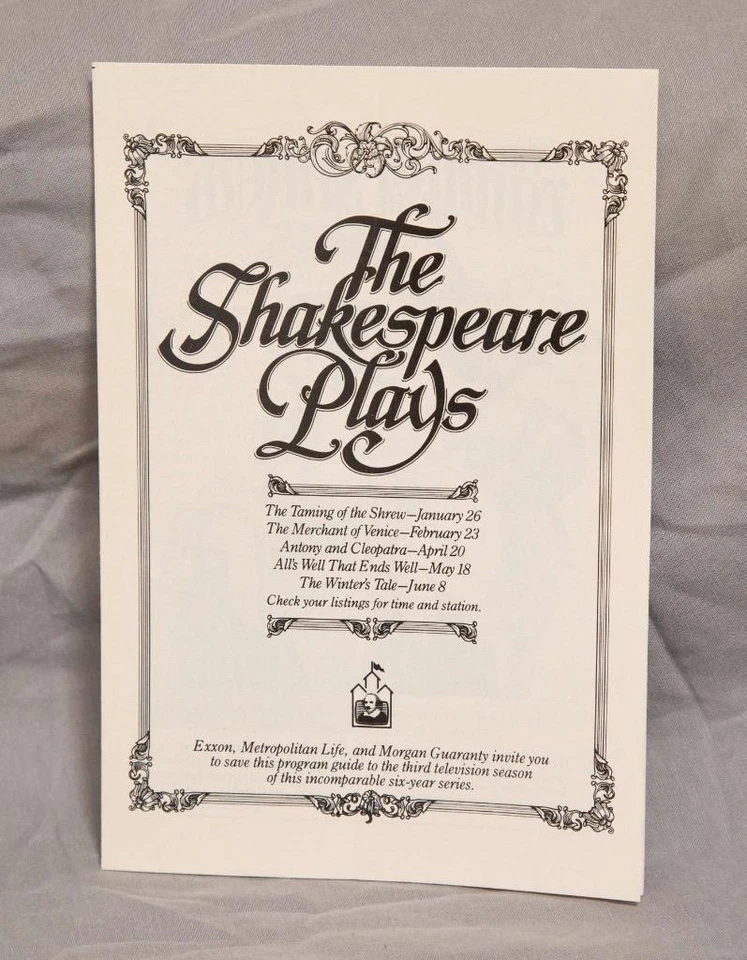 The
Shakespeare
Plays
The Taming of the Shrew—January 26
The Merchant of Venice—February 23
Antony and Cleopatra—April 20
All's Well That Ends Well—May 18
The Winter's Tale—June 8
Check your listings for time and station.
Exxon, Metropolitan Life, and Morgan Guaranty invite you
to save this program guide to the third television season
of this incomparable six-year series.